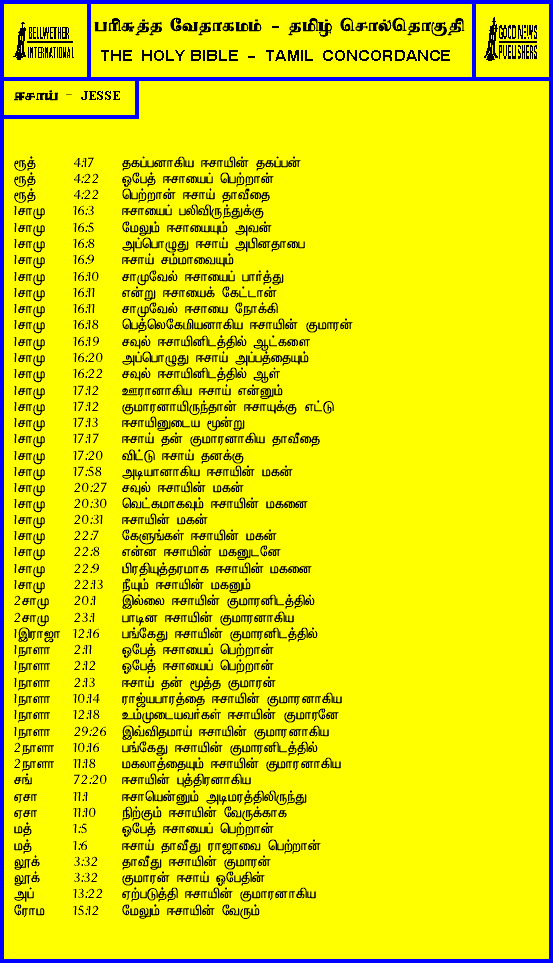 BELLWETHER INTERNATIONAL
பரிசுத்த வேதாகமம் - தமிழ் சொல்தொகுதி
THE HOLY BIBLE - TAMIL CONCORDANCE
GOOD NEWS PUBLISHERS
ஈசாய் - JESSE
ரூத் 4:17 தகப்பனாகிய ஈசாயின் தகப்பன்
ரூத் 4:22 ஓபேத் ஈசாயைப் பெற்றான்
ரூத் 4:22 பெற்றான் ஈசாய் தாவீதை
1சாமு 16:3 ஈசாயைப் பலிவிருந்துக்கு
1சாமு 16:5 மேலும் ஈசாயையும் அவன்
1சாமு 16:8 அப்பொழுது ஈசாய் அபினதாபை
1சாமு 16:9 ஈசாய் சம்மாவையும்
1சாமு 16:10 சாமுவேல் ஈசாயைப் பார்த்து
1சாமு 16:11 என்று ஈசாயைக் கேட்டான்
1சாமு 16:11 சாமுவேல் ஈசாயை நோக்கி
1சாமு 16:18 பெத்லெகேமியனாகிய ஈசாயின் குமாரன்
1சாமு 16:19 சவுல் ஈசாயினிடத்தில் ஆட்களை
1சாமு 16:20 அப்பொழுது ஈசாய் அப்பத்தையும்
1சாமு 16:22 சவுல் ஈசாயினிடத்தில் ஆள்
1சாமு 17:12 ஊரானாகிய ஈசாய் என்னும்
1சாமு 17:12 குமாரனாயிருந்தான் ஈசாயுக்கு எட்டு
1சாமு 17:13 ஈசாயினுடைய மூன்று
1சாமு 17:17 ஈசாய் தன் குமாரனாகிய தாவீதை
1சாமு 17:20 விட்டு ஈசாய் தனக்கு
1சாமு 17:58 அடியானாகிய ஈசாயின் மகன்
1சாமு 20:27 சவுல் ஈசாயின் மகன்
1சாமு 20:30 வெட்கமாகவும் ஈசாயின் மகனை
1சாமு 20:31 ஈசாயின் மகன்
1சாமு 22:7 கேளுங்கள் ஈசாயின் மகன்
1சாமு 22:8 என்ன ஈசாயின் மகனுடனே
1சாமு 22:9 பிரதியுத்தரமாக ஈசாயின் மகனை
1சாமு 22:13 நீயும் ஈசாயின் மகனும்
2சாமு 20:1 இல்லை ஈசாயின் குமாரனிடத்தில்
2சாமு 23:1 பாடின ஈசாயின் குமாரனாகிய
1இராஜா 12:16 பங்கேது ஈசாயின் குமாரனிடத்தில்
1நாளா 2:11 ஓபேத் ஈசாயைப் பெற்றான்
1நாளா 2:12 ஓபேத் ஈசாயைப் பெற்றான்
1நாளா 2:13 ஈசாய் தன் மூத்த குமாரன்
1நாளா 10:14 ராஜ்யபாரத்தை ஈசாயின் குமாரனாகிய
1நாளா 12:18 உம்முடையவர்கள் ஈசாயின் குமாரனே
1நாளா 29:26 இவ்விதமாய் ஈசாயின் குமாரனாகிய
2நாளா 10:16 பங்கேது ஈசாயின் குமாரனிடத்தில்
2நாளா 11:18 மகலாத்தையும் ஈசாயின் குமாரனாகிய
சங் 72:20 ஈசாயின் புத்திரனாகிய
ஏசா 11:1 ஈசாயென்னும் அடிமரத்திலிருந்து
ஏசா 11:10 நிற்கும் ஈசாயின் வேருக்காக
மத் 1:5 ஓபேத் ஈசாயைப் பெற்றான்
மத் 1:6 ஈசாய் தாவீது ராஜாவை பெற்றான்
லூக் 3:32 தாவீது ஈசாயின் குமாரன்
லூக் 3:32 குமாரன் ஈசாய் ஓபேதின்
அப் 13:22 ஏற்படுத்தி ஈசாயின் குமாரனாகிய
ரோம 15:12 மேலும் ஈசாயின் வேரும்